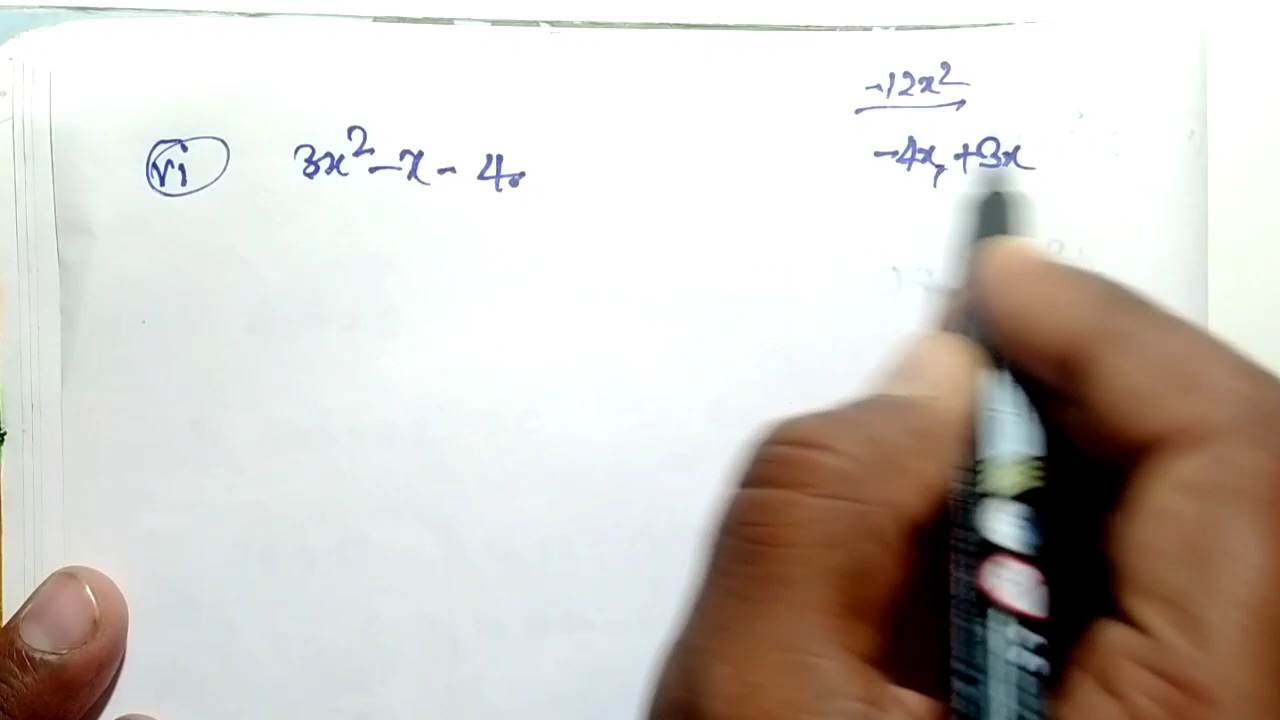 -12x²
(vi) 3x² - x - 4. -4x, +3x